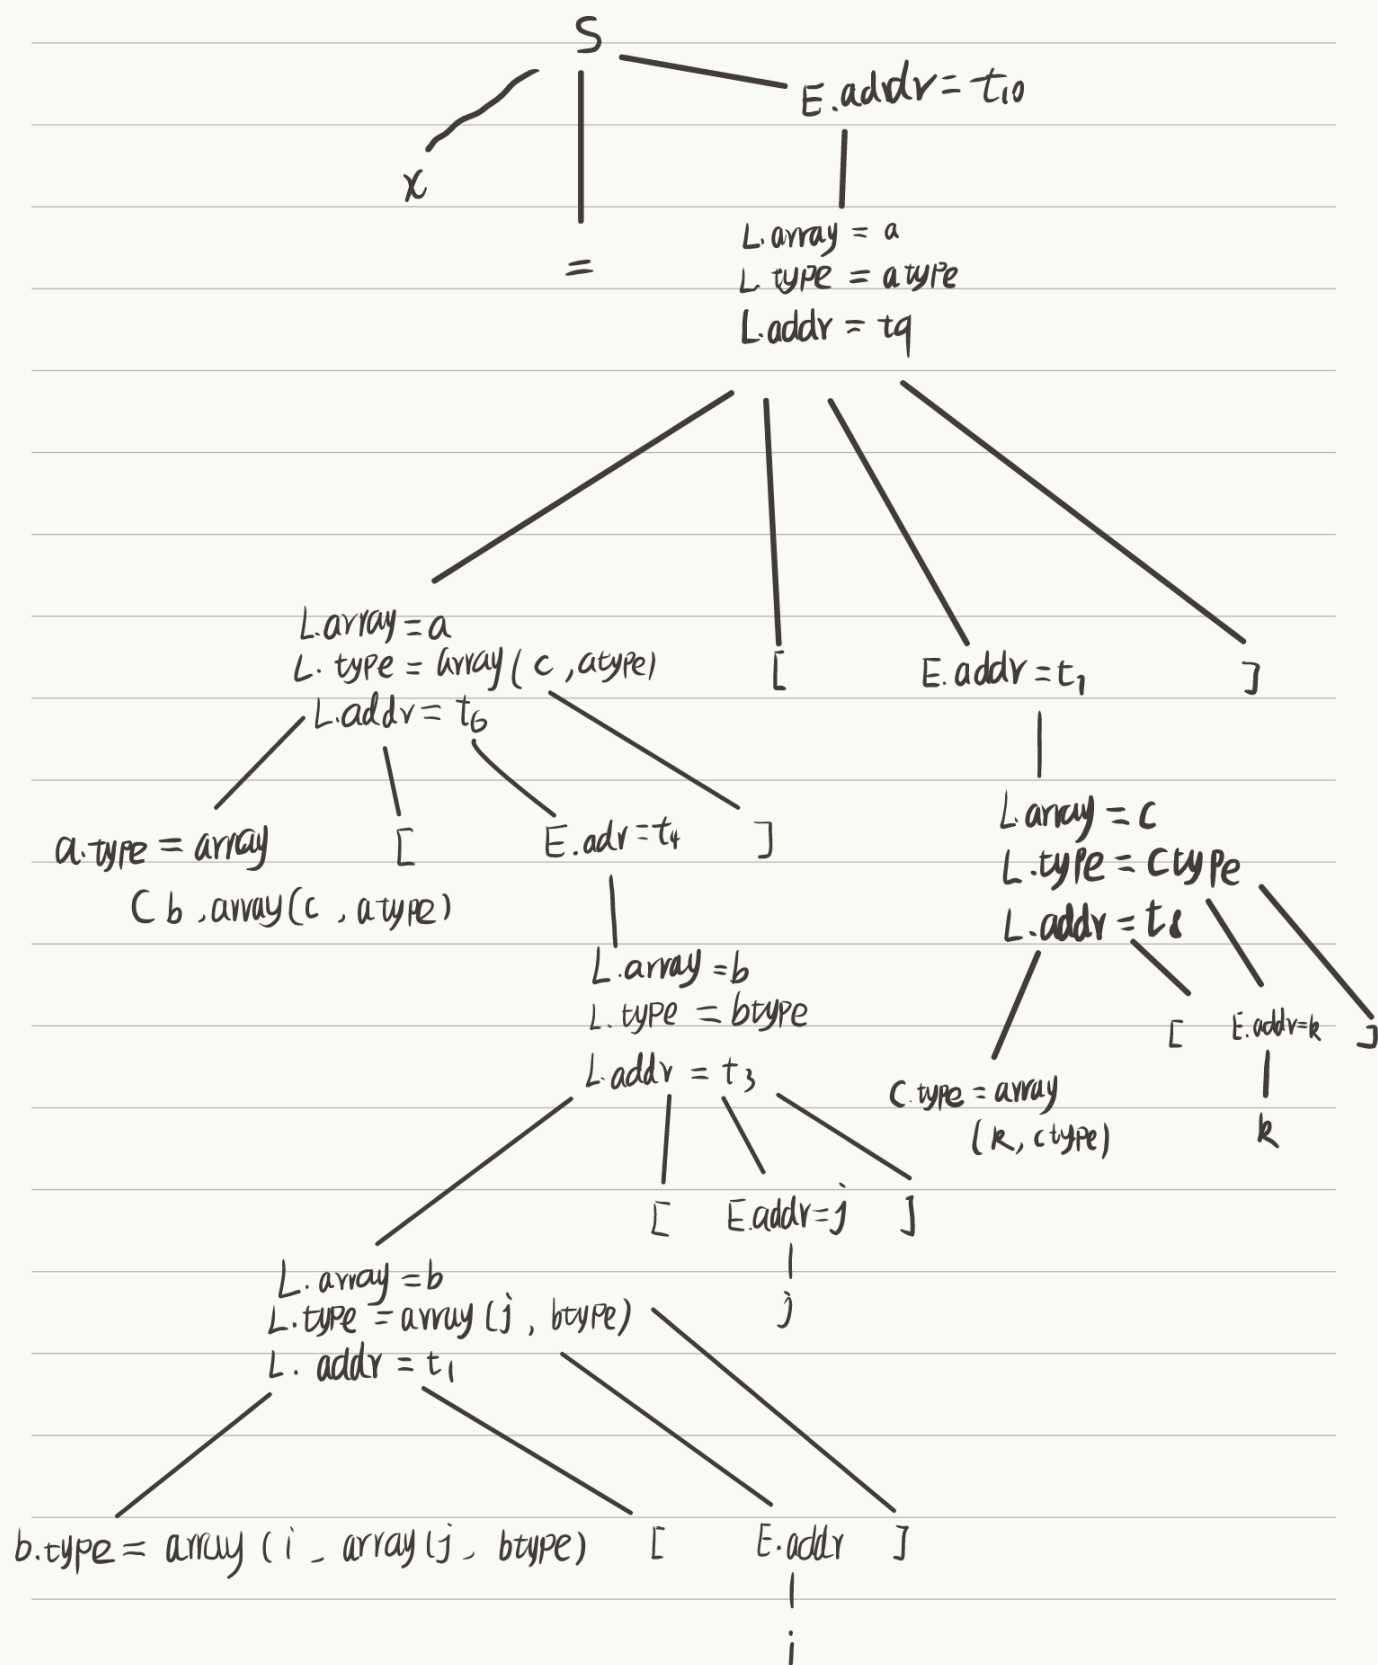 S
E.addr = t10
x
=
L.array = a
L.type = atype
L.addr = t9
L.array = a
L.type = array( c , atype)
[
E.addr = t7
]
L.addr = t6
a.type = array
[
E.adr = t4
]
L.array = c
L.type = ctype
C b , array(c , atype)
L.addr = t8
L.array = b
L.type = btype
[
E.addr=k
]
L.addr = t3
C.type = array
(k, ctype)
k
[
E.addr=j
]
L.array = b
L.type = array (j , btype)
j
L. addr = t1
b.type = array ( i _ array(j _ btype)
[
E.addr
]
i